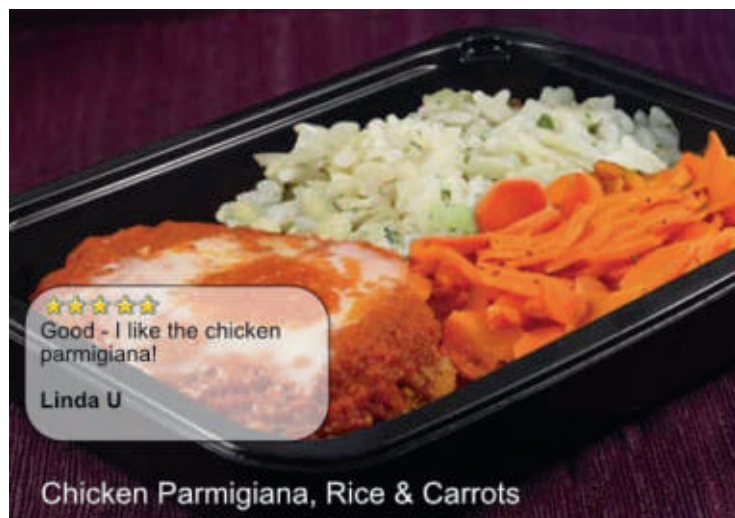 Good - I like the chicken
parmigiana!
Linda U
Chicken Parmigiana, Rice & Carrots